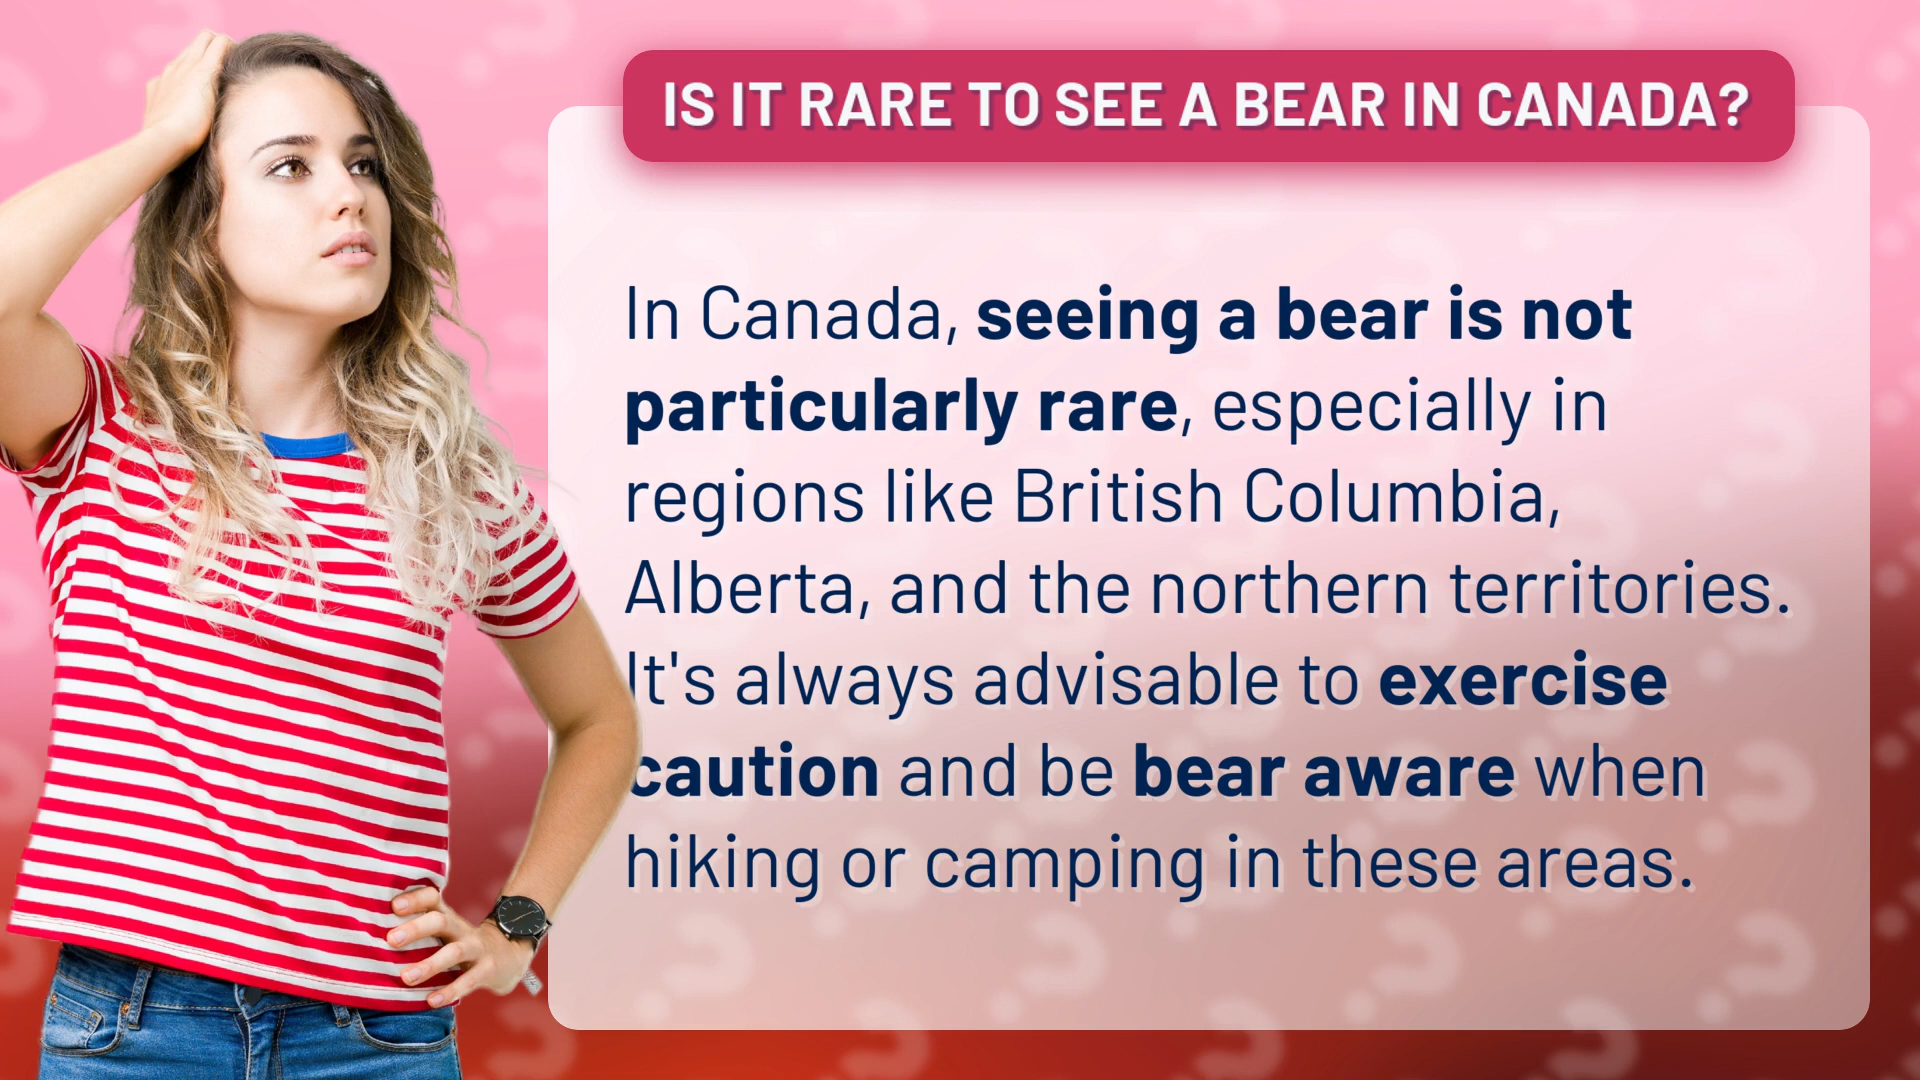 IS IT RARE TO SEE A BEAR IN CANADA?
In Canada, seeing a bear is not
particularly rare, especially in
regions like British Columbia,
Alberta, and the northern territories.
It's always advisable to exercise
caution and be bear aware when
hiking or camping in these areas.